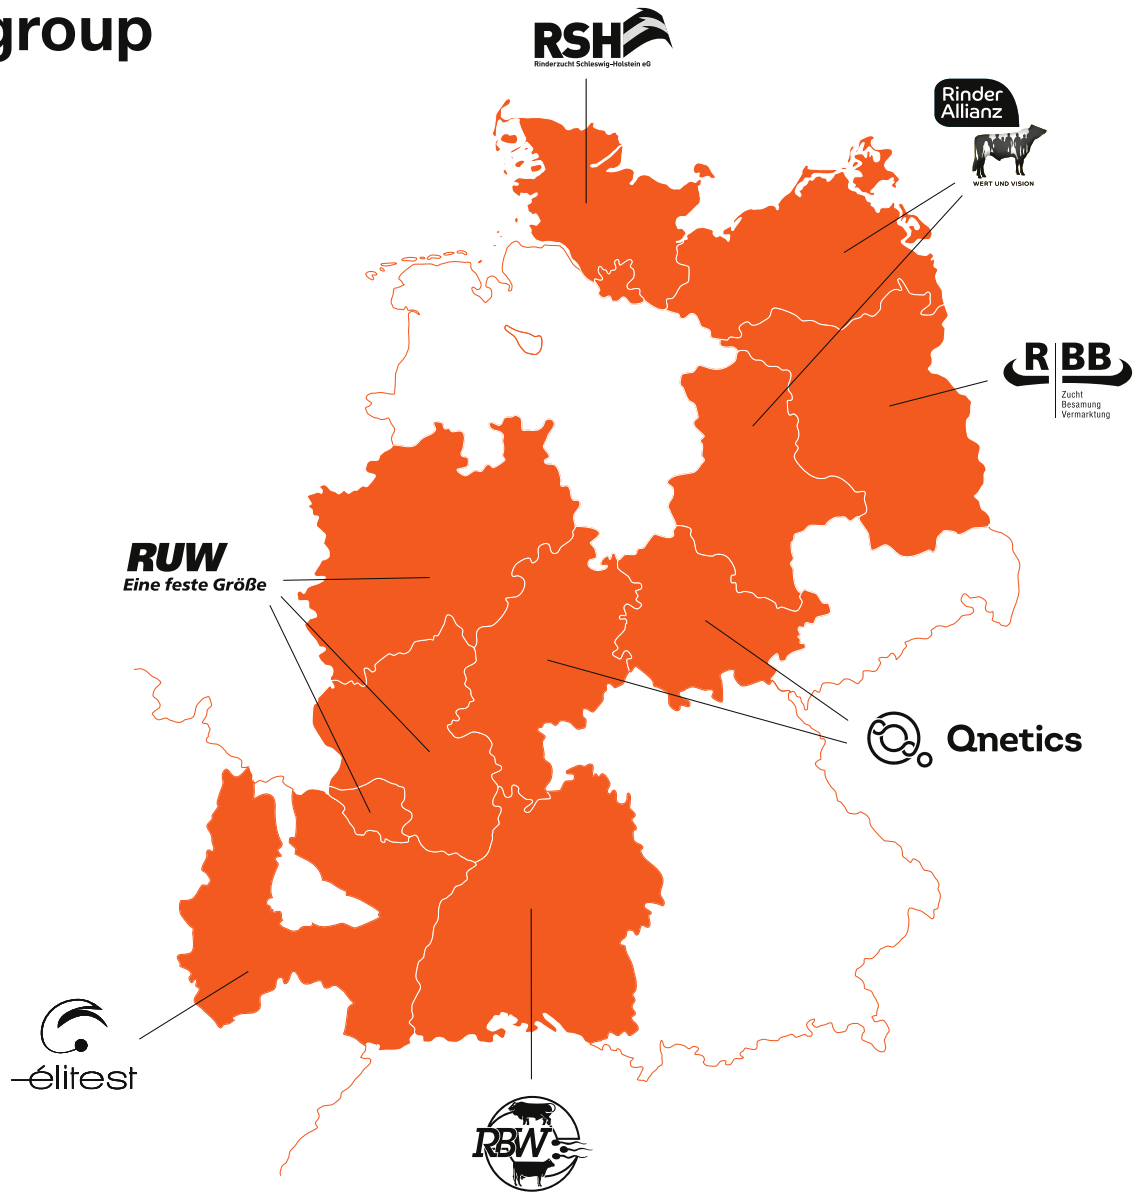 group
RSH
Rinderzucht Schleswig-Holstein eG
Rinder
Allianz
WERT UND VISION
R BB
Zucht
Besamung
Vermarktung
RUW
Eine feste Größe
Qnetics
élitest
RBW